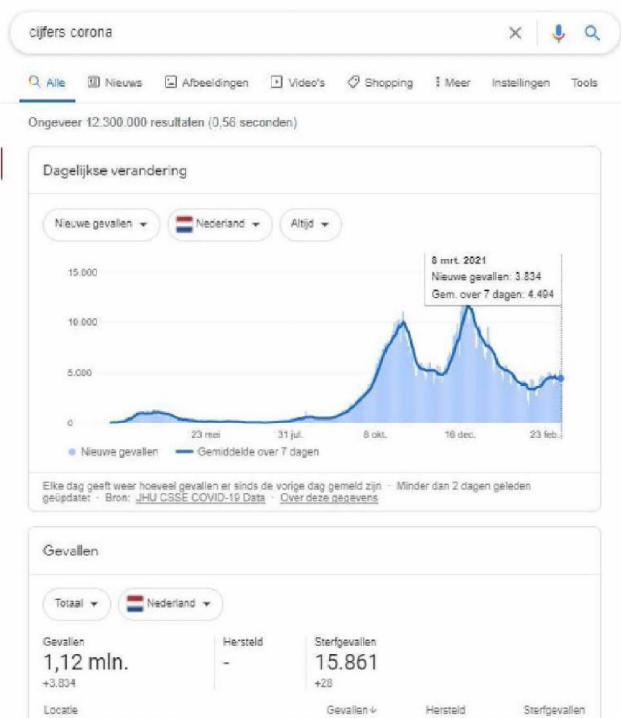 cijfers corona
Alle Nieuws Afbeeldingen Video's Shopping Meer Instellingen Tools
Ongeveer 12.300.000 resultaten (0,56 seconden)
Dagelijkse verandering
Nieuwe gevallen Nederland Altijd
8 mrt. 2021
Nieuwe gevallen: 3.834
Gem. over 7 dagen: 4.494
15.000
10.000
5.000
0
23 mei 31 jul. 8 okt. 16 dec. 23 feb.
Nieuwe gevallen Gemiddelde over 7 dagen
Elke dag geeft weer hoeveel gevallen er sinds de vorige dag gemeld zijn · Minder dan 2 dagen geleden
geüpdatet · Bron: JHU CSSE COVID-19 Data · Over deze gegevens
Gevallen
Totaal Nederland
Gevallen Hersteld Sterfgevallen
1,12 mln. - 15.861
+3.834 +28
Locatie Gevallen Hersteld Sterfgevallen